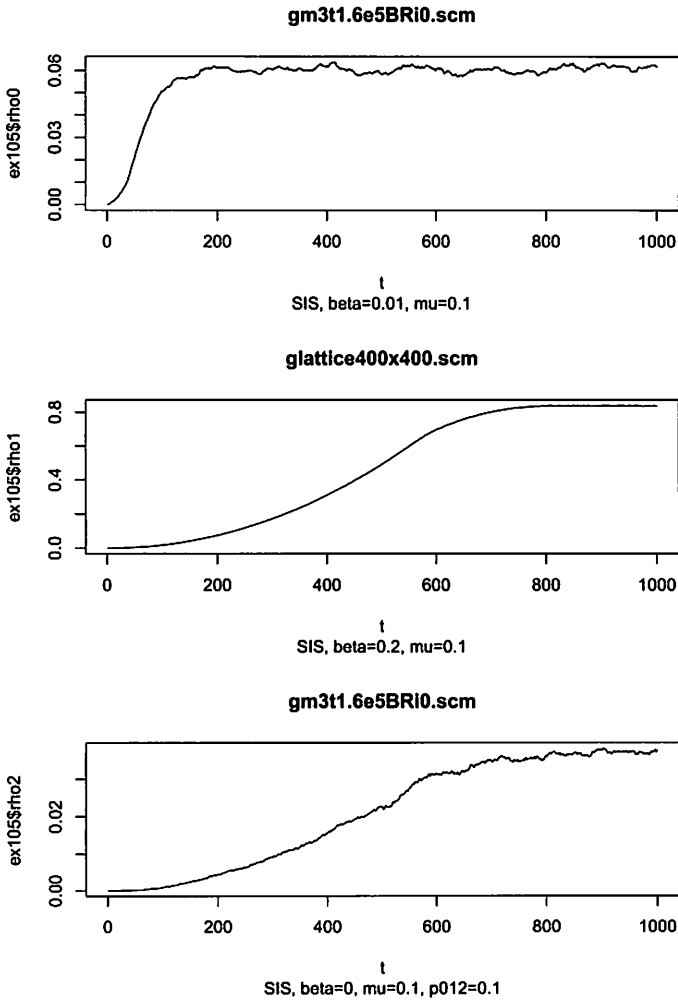 gm3t1.6e5BRi0.scm
ex105$rho0
0.00 0.03 0.06
0 200 400 600 800 1000
t
SIS, beta=0.01, mu=0.1
glattice400x400.scm
ex105$rho1
0.0 0.4 0.8
0 200 400 600 800 1000
t
SIS, beta=0.2, mu=0.1
gm3t1.6e5BRi0.scm
ex105$rho2
0.00 0.02
0 200 400 600 800 1000
t
SIS, beta=0, mu=0.1, p012=0.1